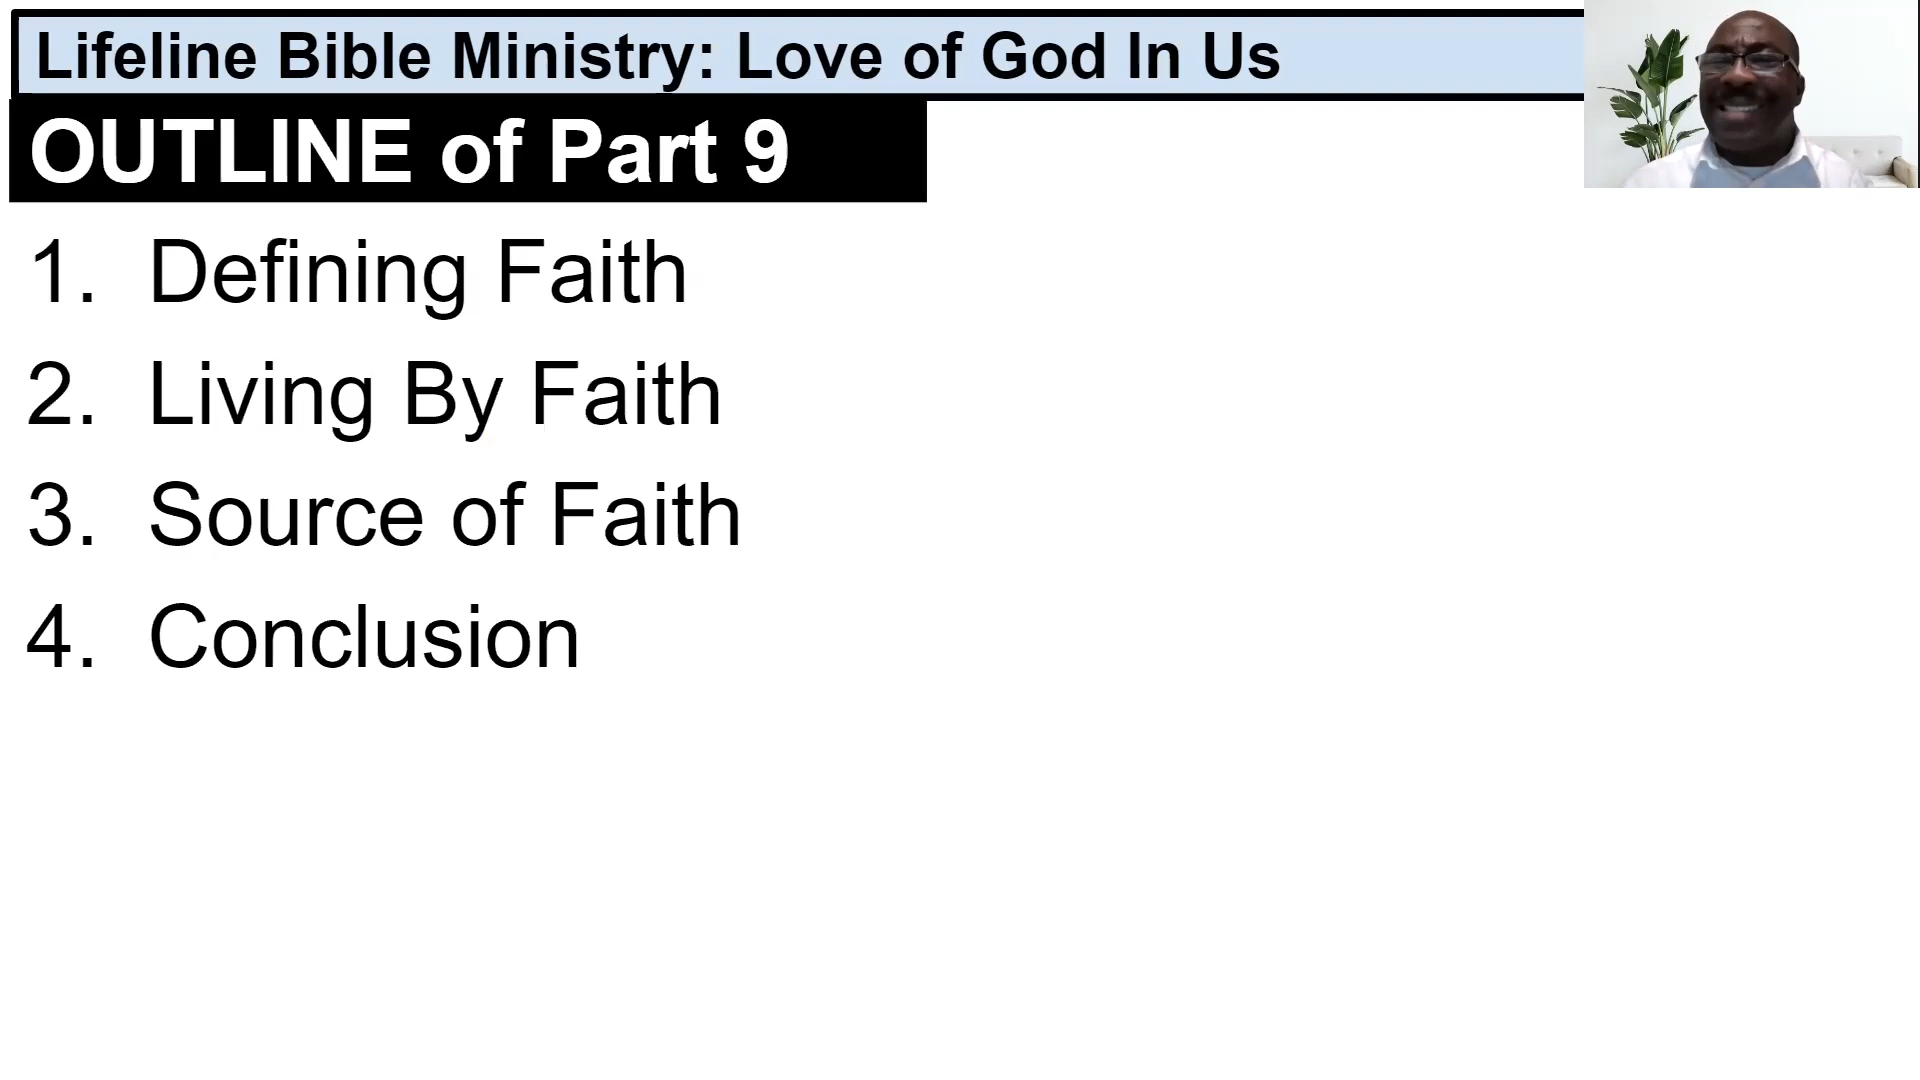 Lifeline Bible Ministry: Love of God In Us
OUTLINE of Part 9
1. Defining Faith
2. Living By Faith
3. Source of Faith
4. Conclusion